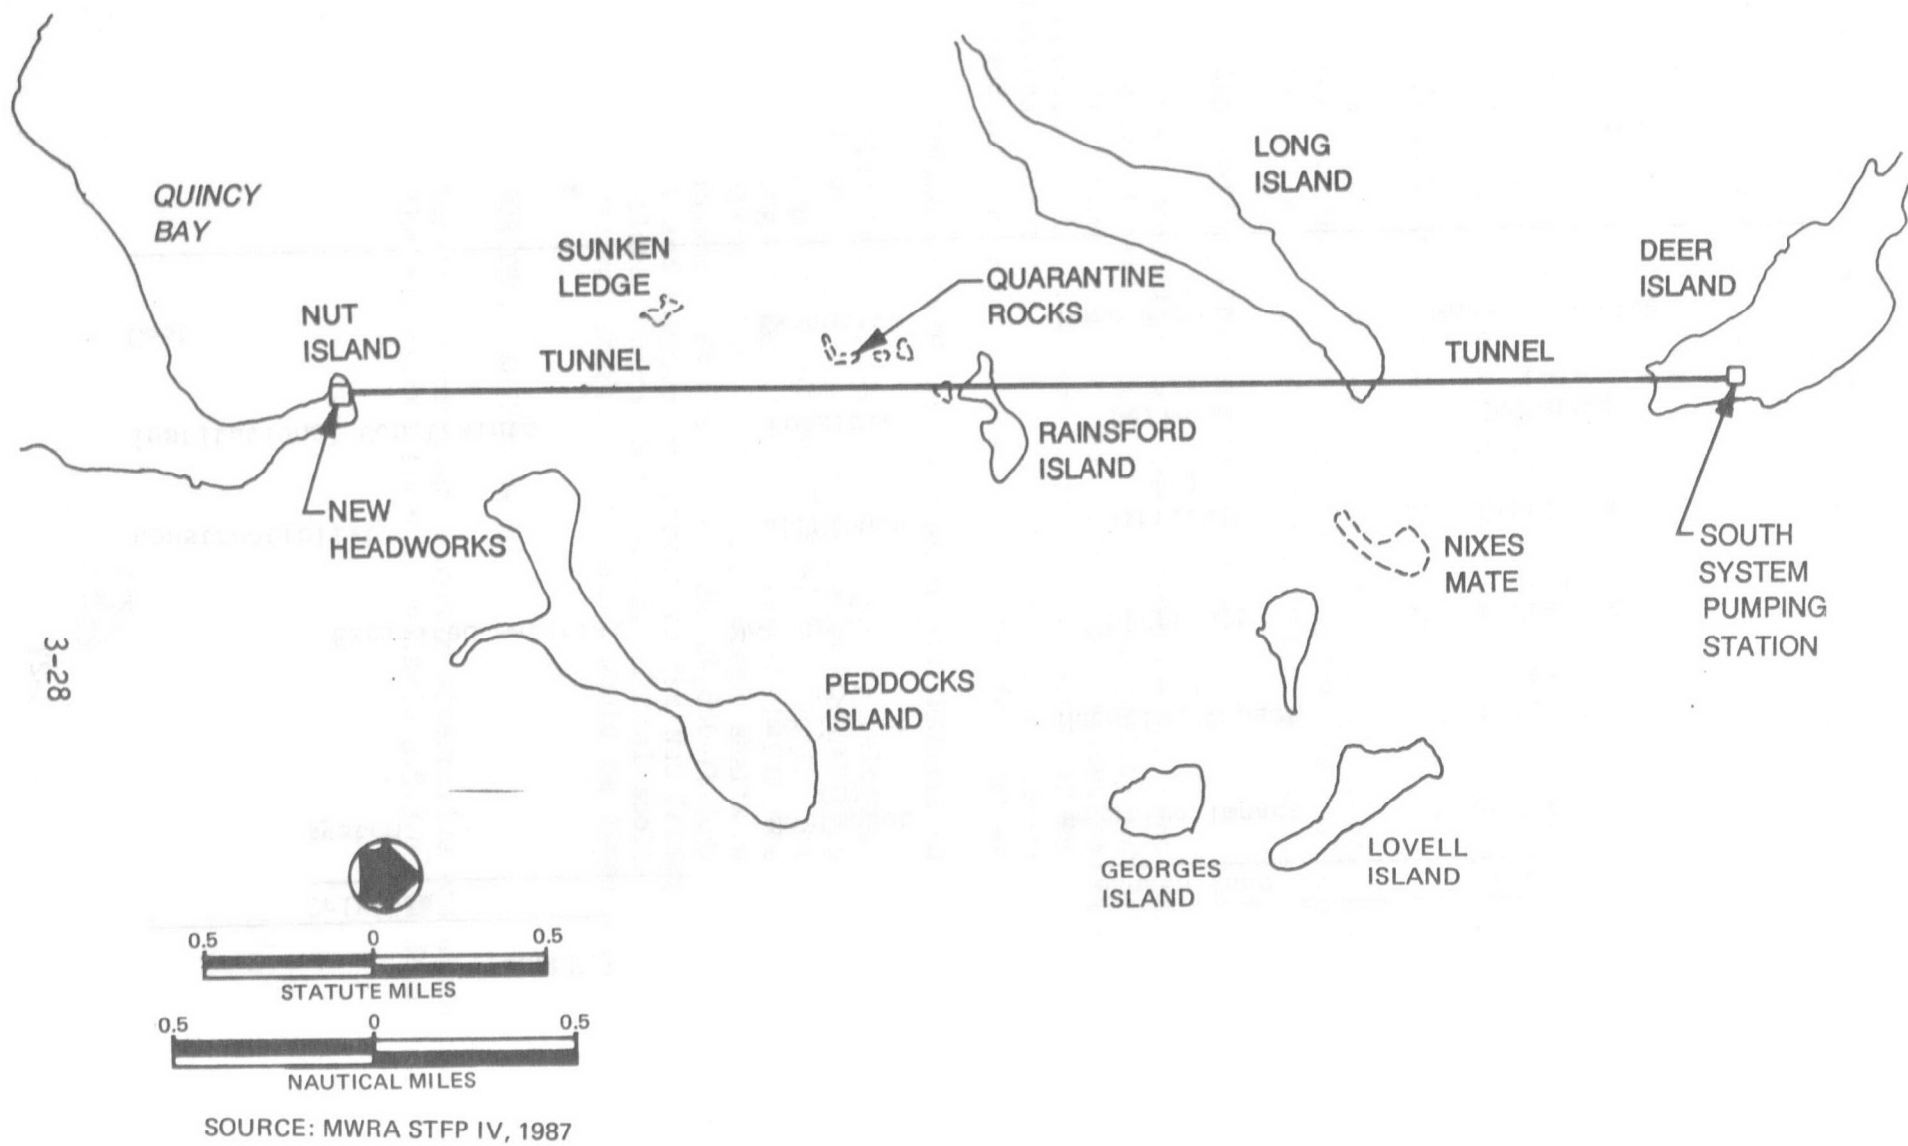 LONG
ISLAND
QUINCY
BAY
SUNKEN
LEDGE
QUARANTINE
ROCKS
DEER
ISLAND
NUT
ISLAND
TUNNEL
TUNNEL
RAINSFORD
ISLAND
NEW
HEADWORKS
NIXES
MATE
SOUTH
SYSTEM
PUMPING
STATION
3-28
PEDDOCKS
ISLAND
GEORGES
ISLAND
LOVELL
ISLAND
0.5 0 0.5
STATUTE MILES
0.5 0 0.5
NAUTICAL MILES
SOURCE: MWRA STFP IV, 1987